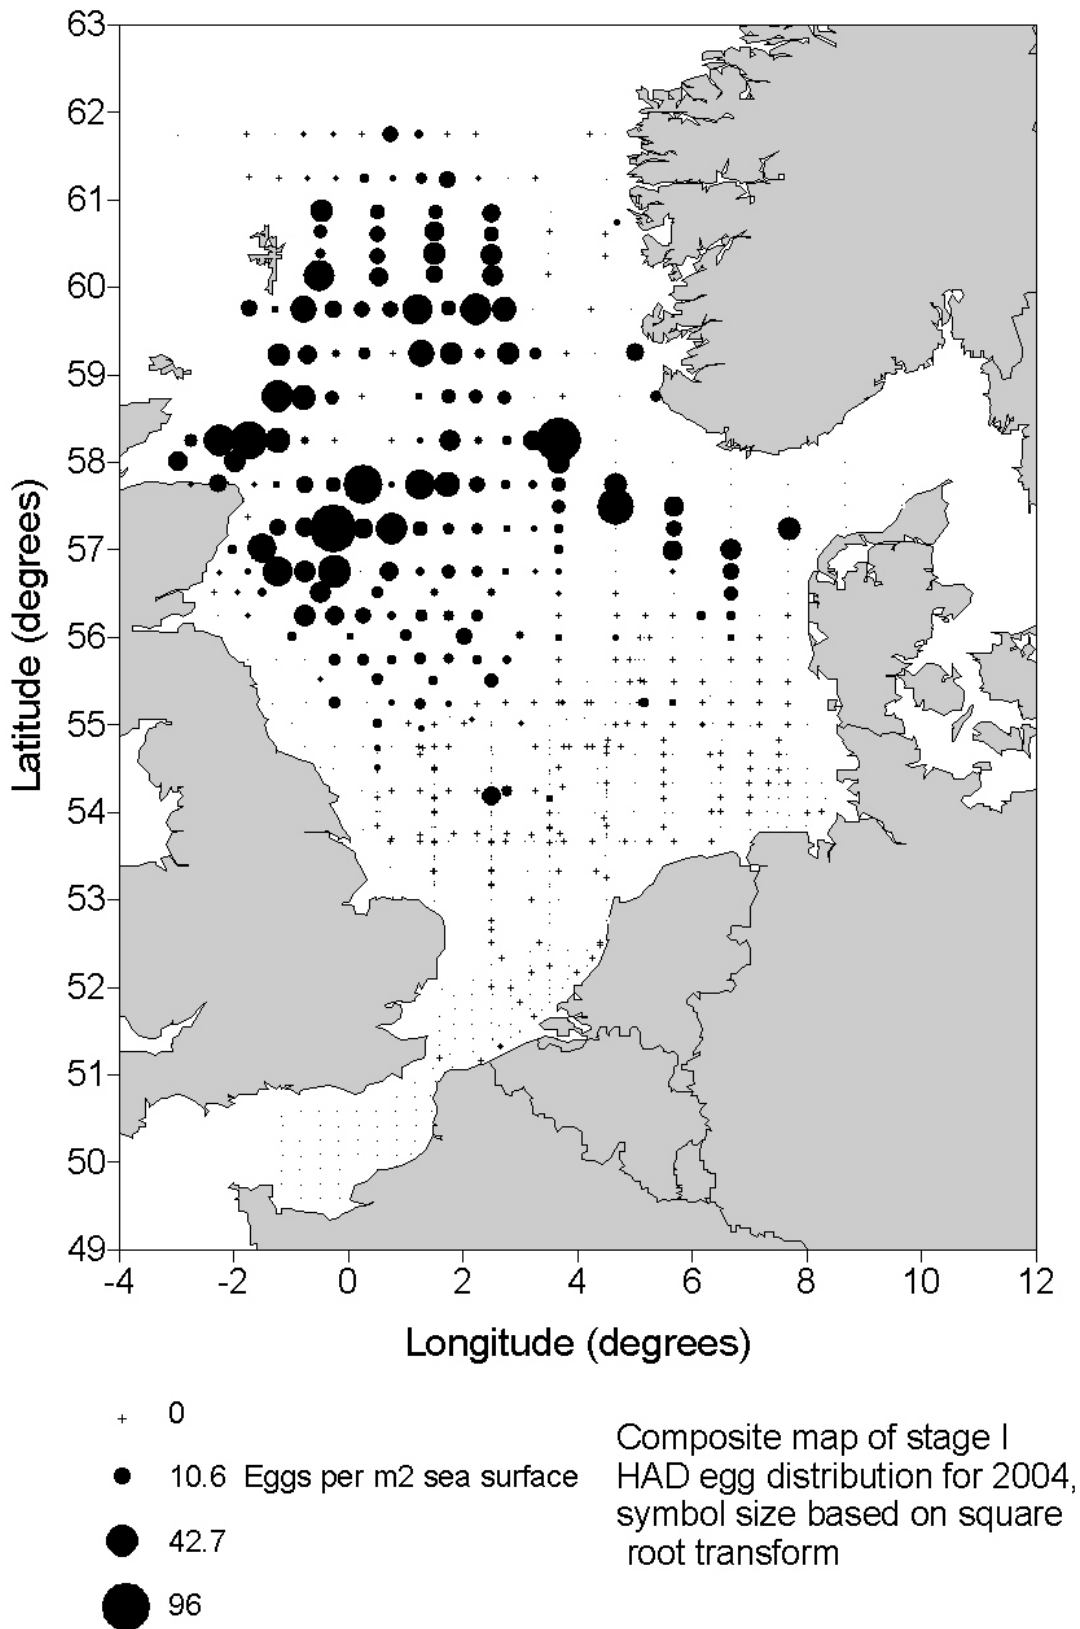 63
62
61
60
59
58
57
56
55
54
53
52
51
50
49
Latitude (degrees)
-4 -2 0 2 4 6 8 10 12
Longitude (degrees)
0
10.6 Eggs per m2 sea surface
42.7
96
Composite map of stage I
HAD egg distribution for 2004,
symbol size based on square
root transform